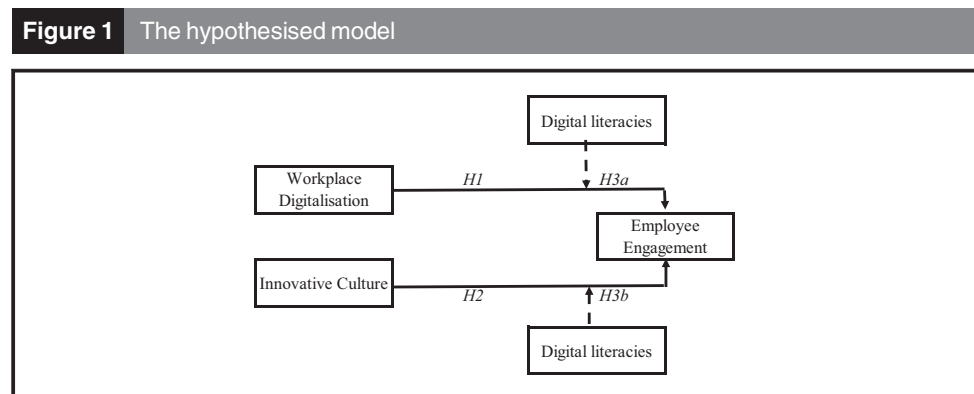 Figure 1 The hypothesised model
Digital literacies
Workplace
Digitalisation
H1
H3a
Employee
Engagement
Innovative Culture
H2
H3b
Digital literacies